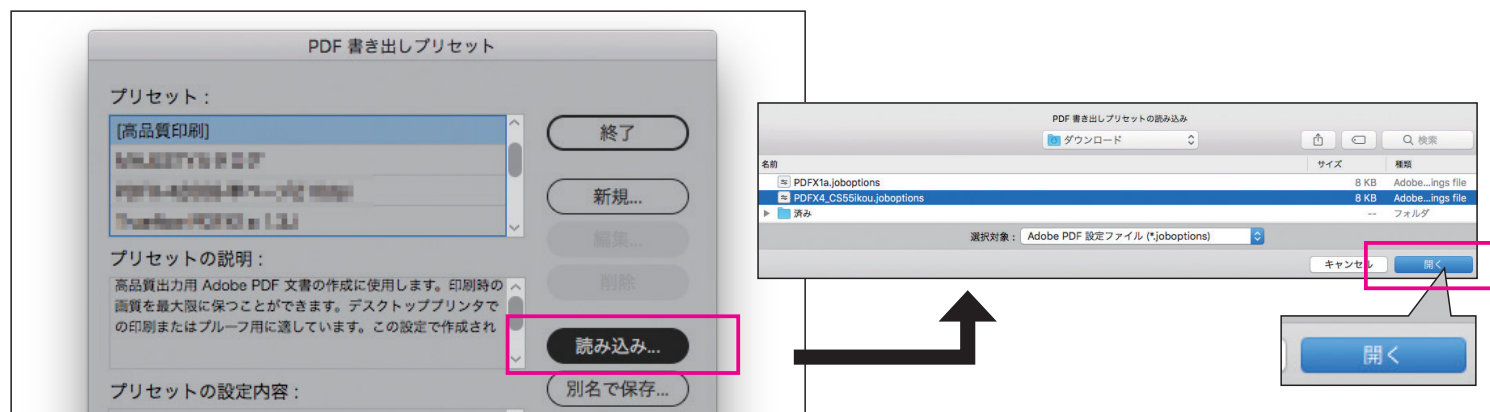 PDF 書き出しプリセット
プリセット :
[高品質印刷]
終了
新規...
編集...
削除
プリセットの説明 :
高品質出力用 Adobe PDF 文書の作成に使用します。印刷時の
画質を最大限に保つことができます。デスクトッププリンタで
の印刷またはプルーフ用に適しています。この設定で作成され
読み込み...
別名で保存...
プリセットの設定内容 :
PDF 書き出しプリセットの読み込み
ダウンロード
検索
名前 サイズ 種類
PDFX1a.joboptions 8 KB Adobe...ings file
PDFX4_CS55ikou.joboptions 8 KB Adobe...ings file
済み -- フォルダ
選択対象 : Adobe PDF 設定ファイル (*.joboptions)
キャンセル 開く
開く